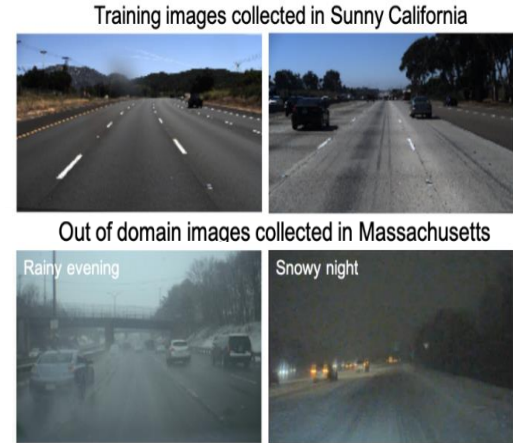 Training images collected in Sunny California
Out of domain images collected in Massachusetts
Rainy evening
Snowy night